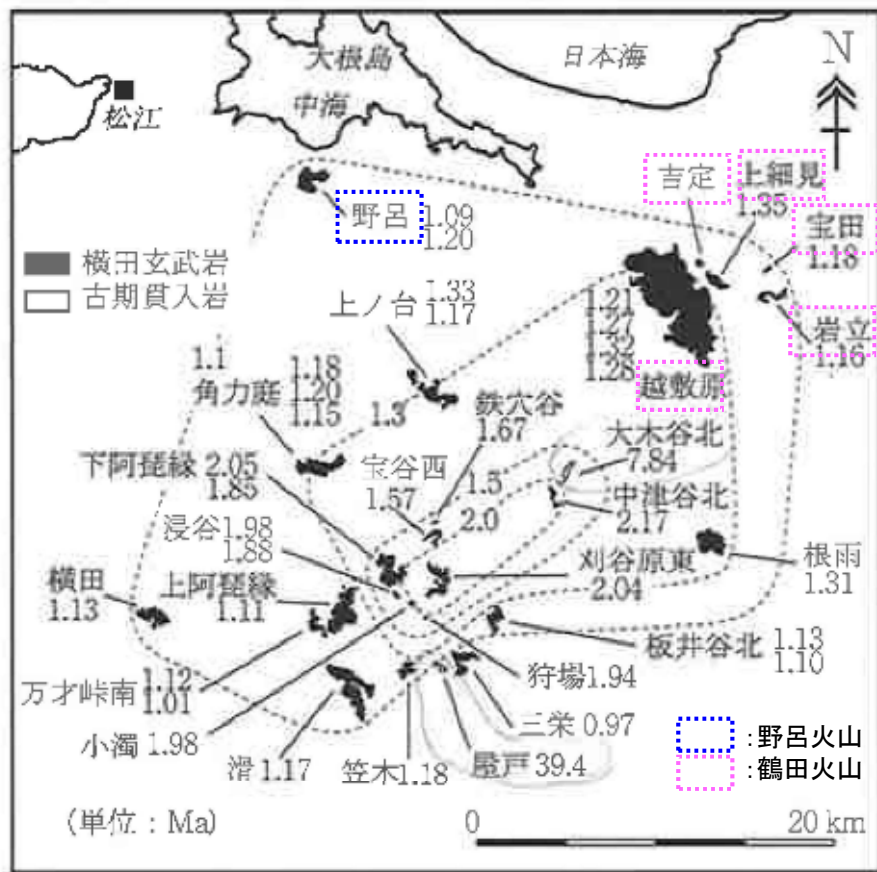 大根島
日本海
N
中海
松江
吉定
上細見
1.35
野呂 1.09
1.20
宝田
1.18
横田玄武岩
古期貫入岩
上ノ台 1.33
1.17
1.21
1.27
1.32
1.28
岩立
1.16
越敷原
1.1
角力庭
1.18
1.20
1.15
1.3
鉄穴谷
1.67
大木谷北
7.84
下阿琵縁 2.05
1.85
宝谷西
1.57
1.5
2.0
中津谷北
2.17
浸谷 1.98
1.88
刈谷原東
2.04
根雨
1.31
横田
1.13
上阿琵縁
1.11
板井谷北 1.13
1.10
万才峠南 1.12
1.01
狩場 1.94
小濁 1.98
三栄 0.97
滑 1.17
笠木 1.18
屋戸 39.4
:野呂火山
:鶴田火山
(単位:Ma)
0 20 km